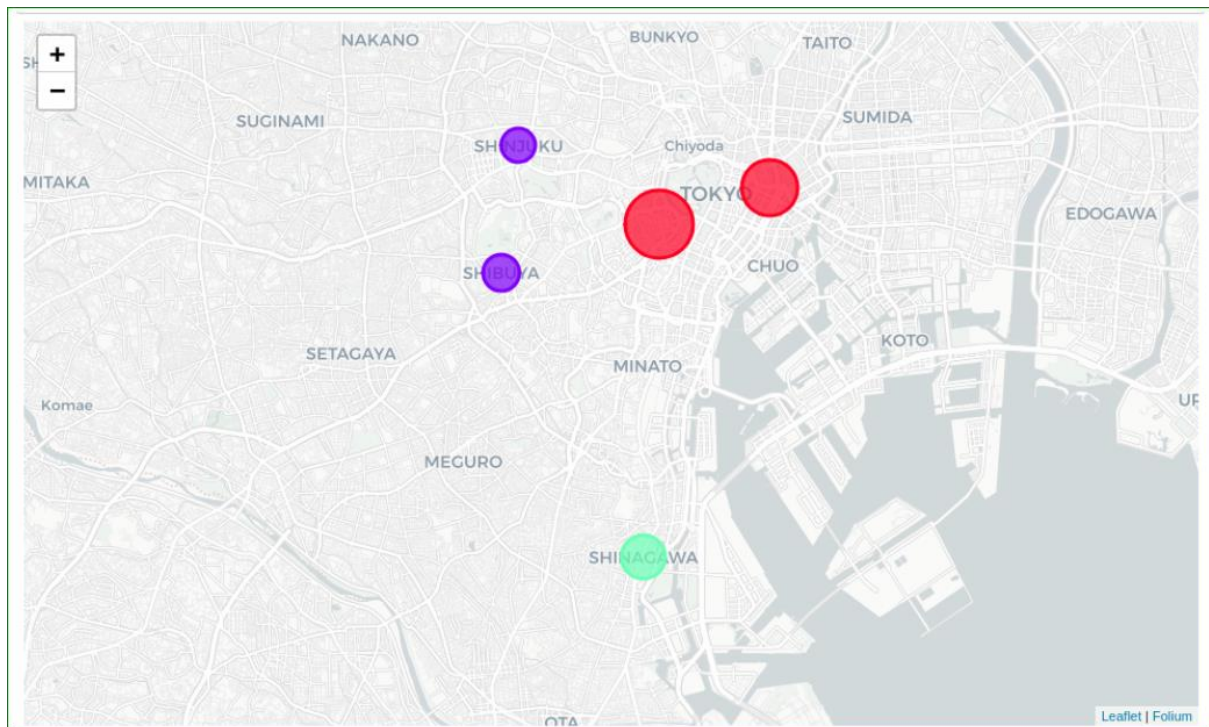 NAKANO
BUNKYO
TAITO
+
−
SUGINAMI
SUMIDA
SHINJUKU
Chiyoda
MITAKA
TOKYO
EDOGAWA
CHUO
SHIBUYA
KOTO
SETAGAYA
MINATO
Komae
MEGURO
SHINAGAWA
OTA
Leaflet | Folium